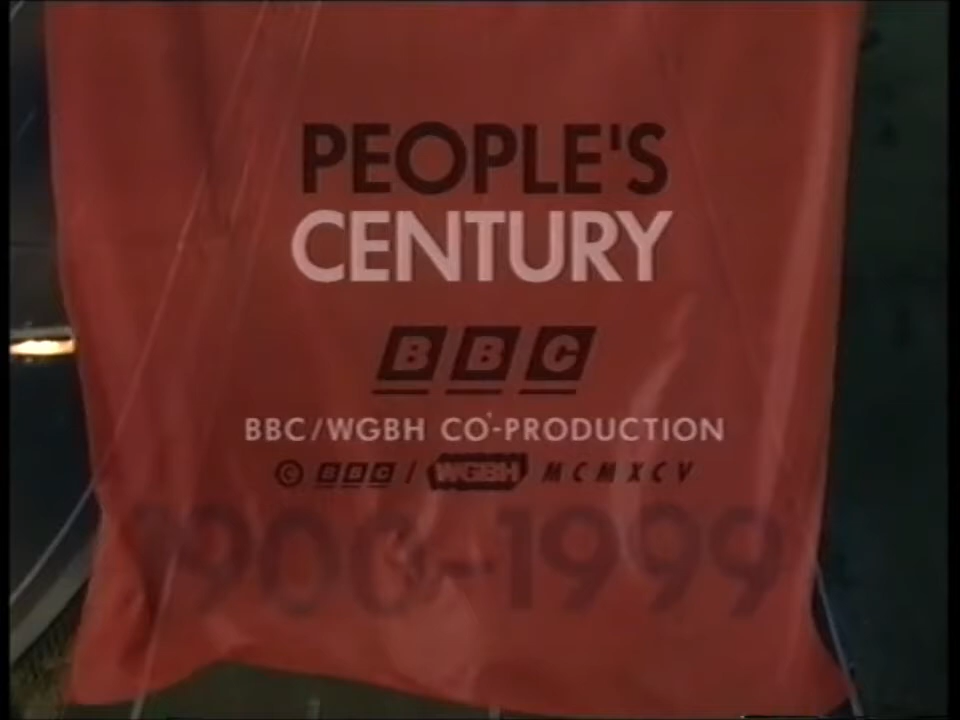 PEOPLE'S
CENTURY
BBC
BBC/WGBH CO-PRODUCTION
© BBC / WGBH MCMXCV
1900-1999